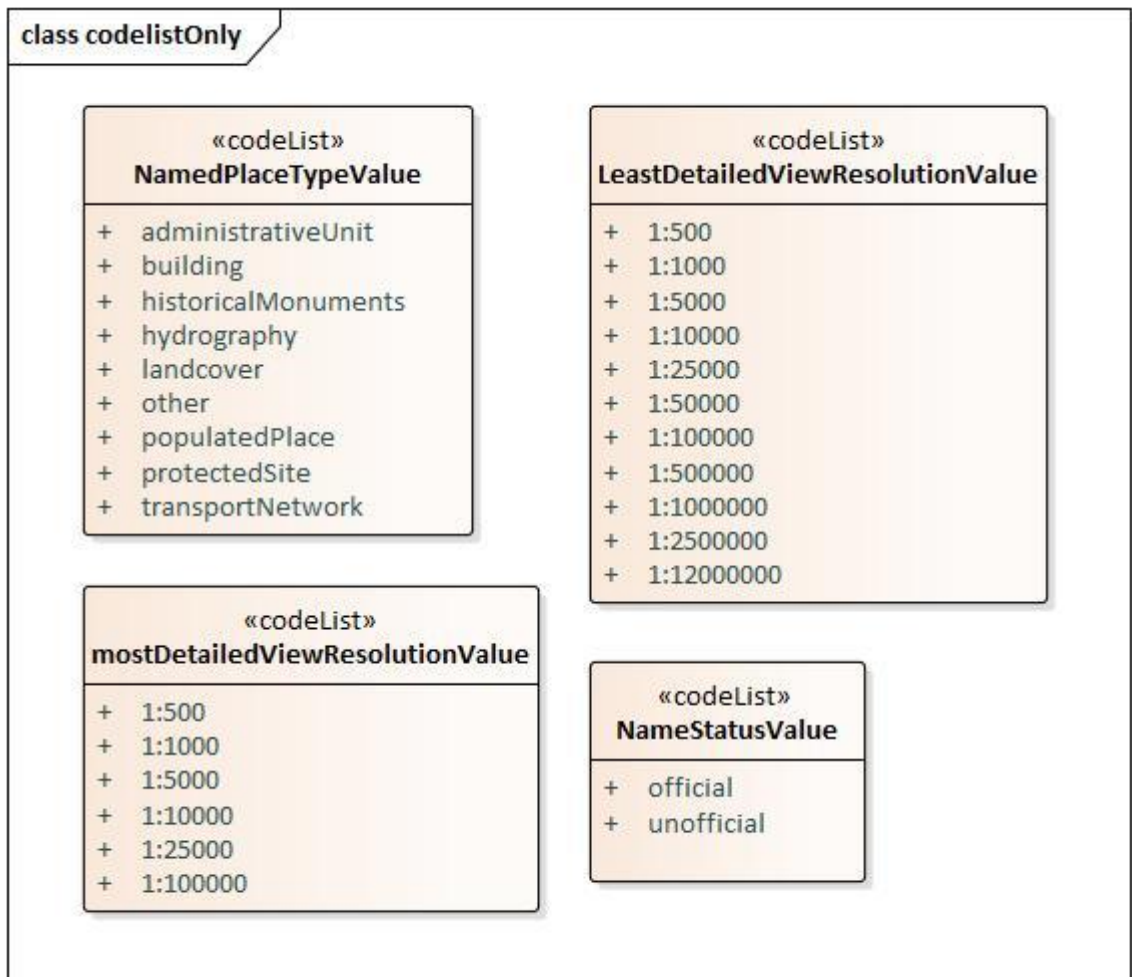 class codelistOnly
«codeList»
NamedPlaceTypeValue
+ administrativeUnit
+ building
+ historicalMonuments
+ hydrography
+ landcover
+ other
+ populatedPlace
+ protectedSite
+ transportNetwork
«codeList»
LeastDetailedViewResolutionValue
+ 1:500
+ 1:1000
+ 1:5000
+ 1:10000
+ 1:25000
+ 1:50000
+ 1:100000
+ 1:500000
+ 1:1000000
+ 1:2500000
+ 1:12000000
«codeList»
mostDetailedViewResolutionValue
+ 1:500
+ 1:1000
+ 1:5000
+ 1:10000
+ 1:25000
+ 1:100000
«codeList»
NameStatusValue
+ official
+ unofficial